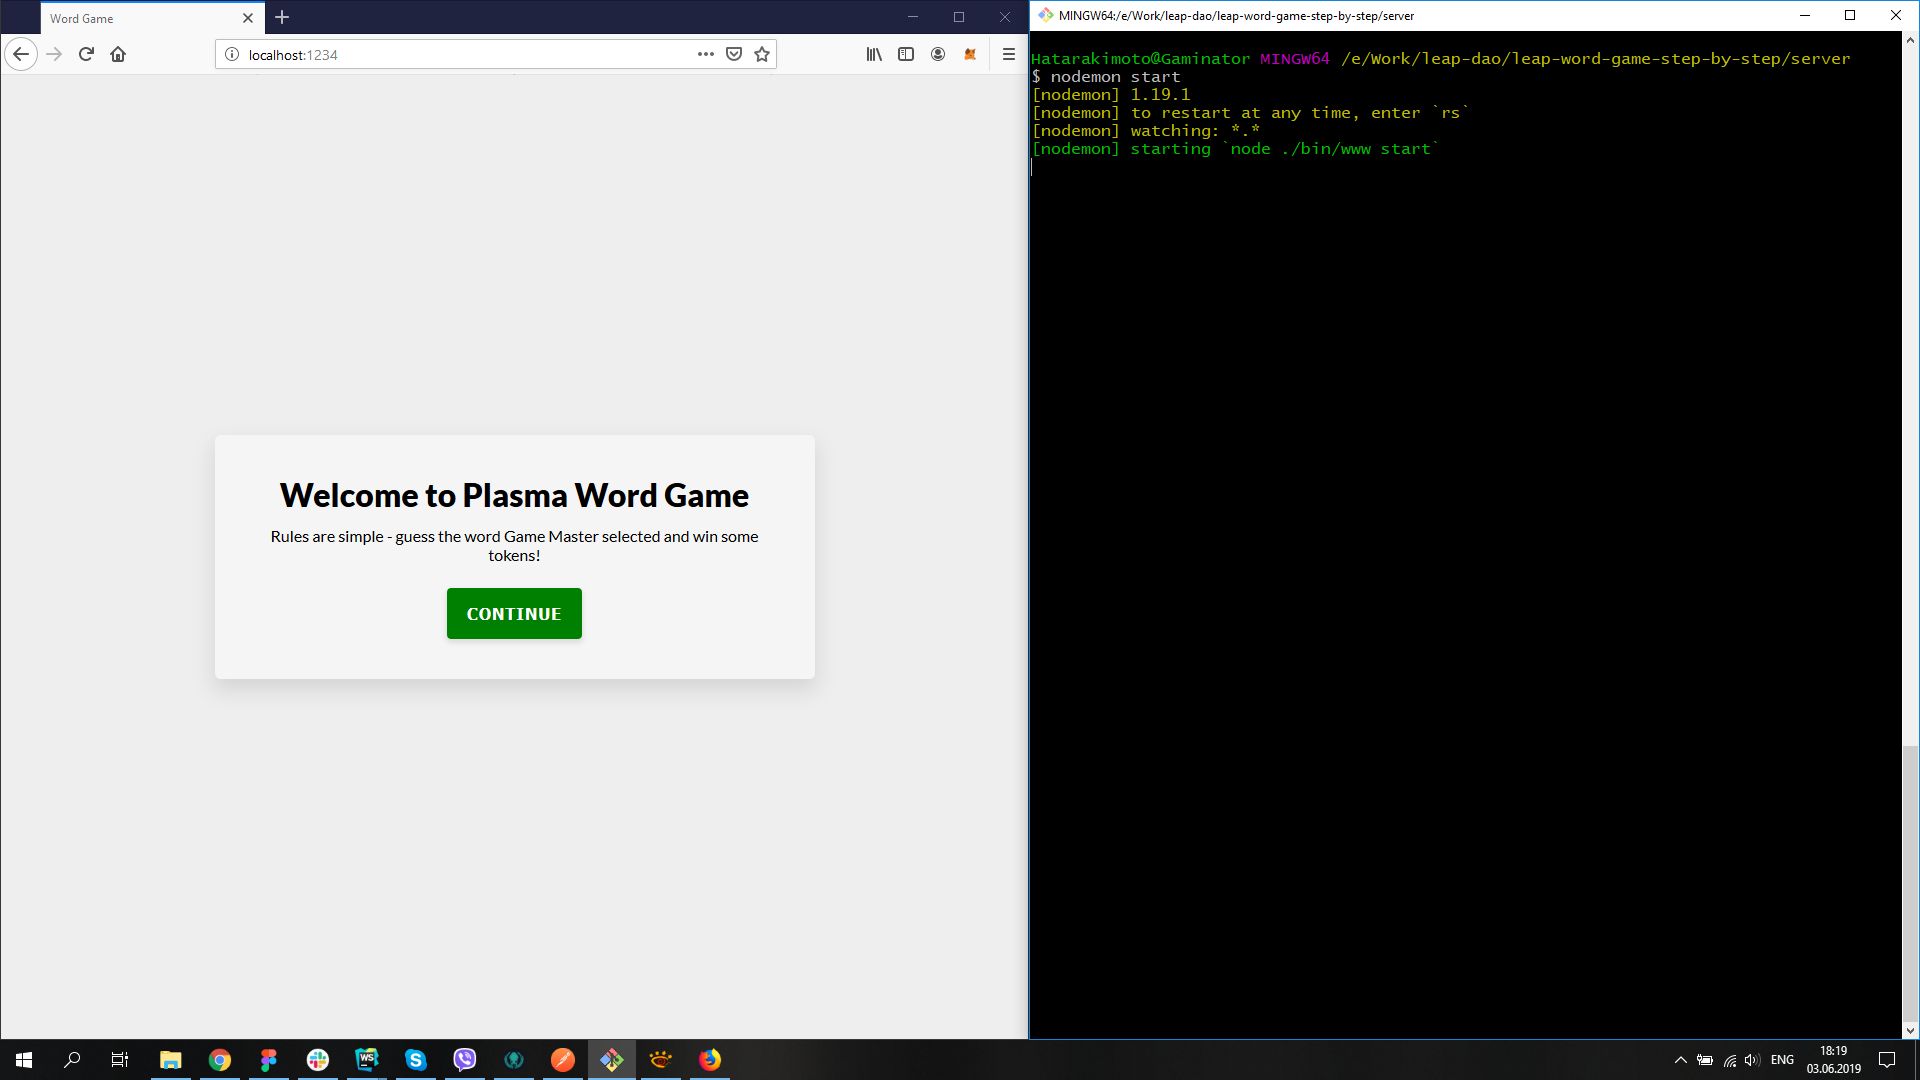 Word Game
localhost:1234
Welcome to Plasma Word Game
Rules are simple - guess the word Game Master selected and win some
tokens!
CONTINUE
MINGW64:/e/Work/leap-dao/leap-word-game-step-by-step/server
Hatarakimoto@Gaminator MINGW64 /e/Work/leap-dao/leap-word-game-step-by-step/server
$ nodemon start
[nodemon] 1.19.1
[nodemon] to restart at any time, enter `rs`
[nodemon] watching: *.*
[nodemon] starting `node ./bin/www start`
WS
ENG
18:19
03.06.2019